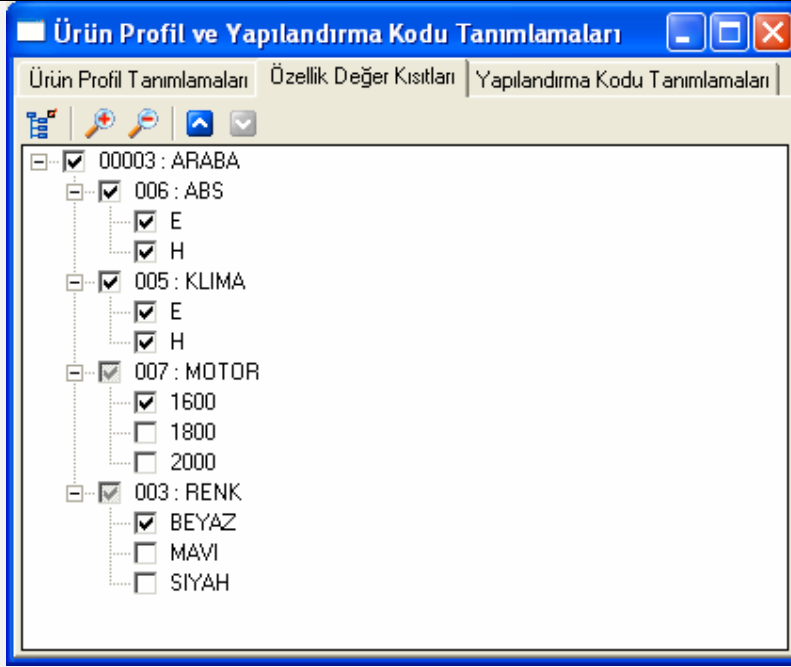 Ürün Profil ve Yapılandırma Kodu Tanımlamaları
Ürün Profil Tanımlamaları Özellik Değer Kısıtları Yapılandırma Kodu Tanımlamaları
00003 : ARABA
006 : ABS
E
H
005 : KLIMA
E
H
007 : MOTOR
1600
1800
2000
003 : RENK
BEYAZ
MAVI
SIYAH